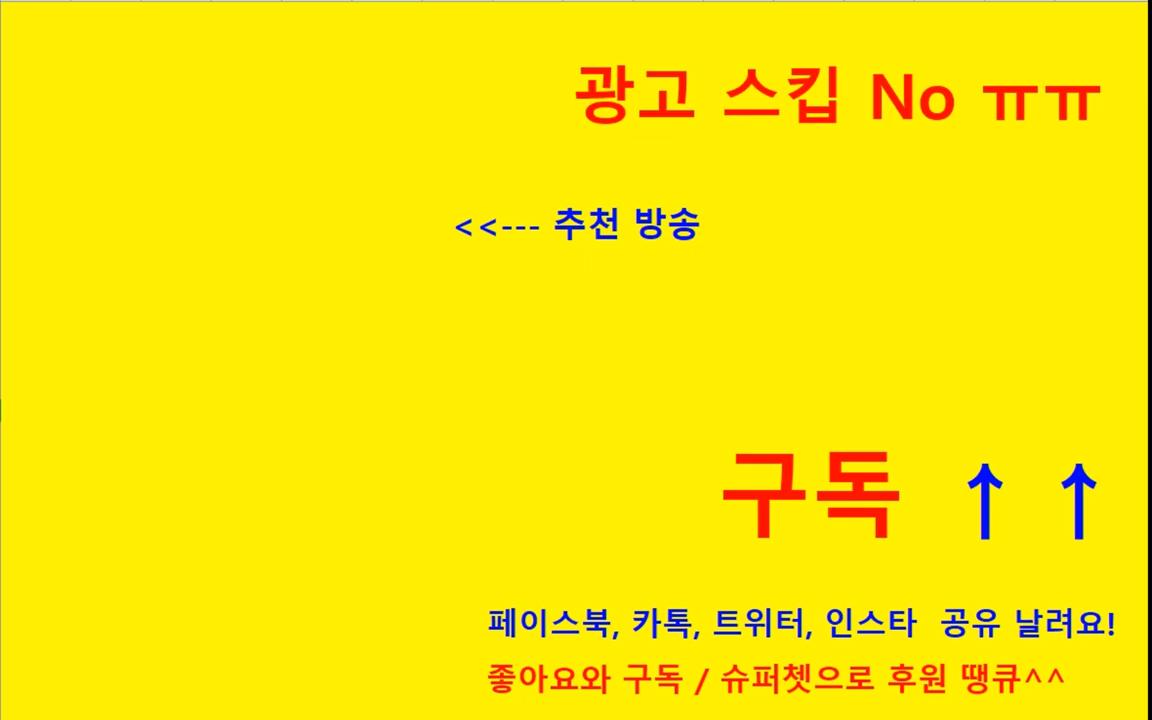 광고 스킵 No ㅠㅠ
<<--- 추천 방송
구독 ↑ ↑
페이스북, 카톡, 트위터, 인스타 공유 날려요!
좋아요와 구독 / 슈퍼쳇으로 후원 땡큐^^